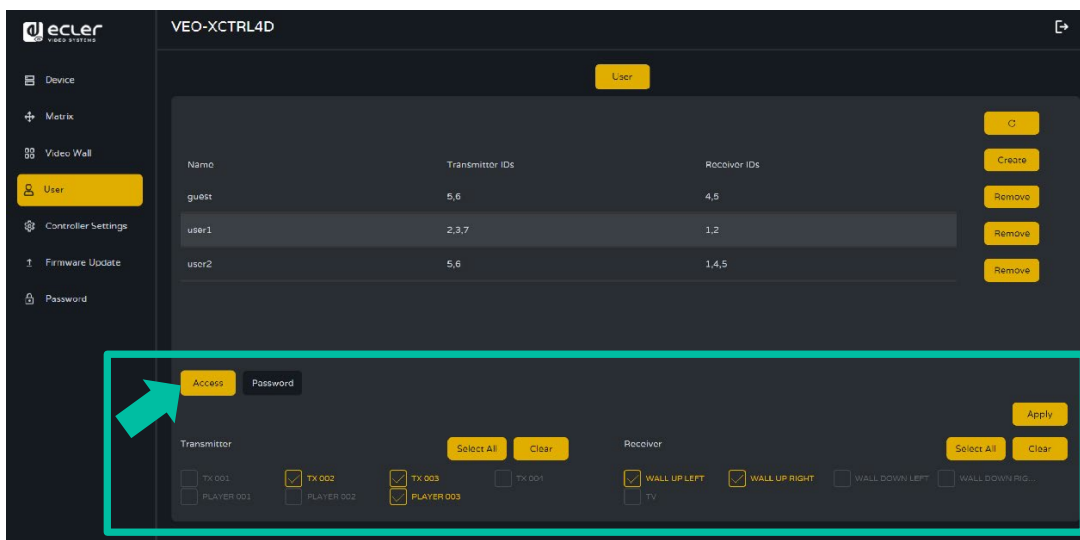 ecler
VIDEO SYSTEMS
VEO-XCTRL4D
Device
Matrix
Video Wall
User
Controller Settings
Firmware Update
Password
User
Name Transmitter IDs Receiver IDs
Create
guest 5,6 4,5
Remove
user1 2,3,7 1,2
Remove
user2 5,6 1,4,5
Remove
Access Password
Apply
Transmitter Select All Clear
TX 001 TX 002 TX 003 TX 004
PLAYER 001 PLAYER 002 PLAYER 003
Receiver Select All Clear
WALL UP LEFT WALL UP RIGHT WALL DOWN LEFT WALL DOWN RIG...
TV